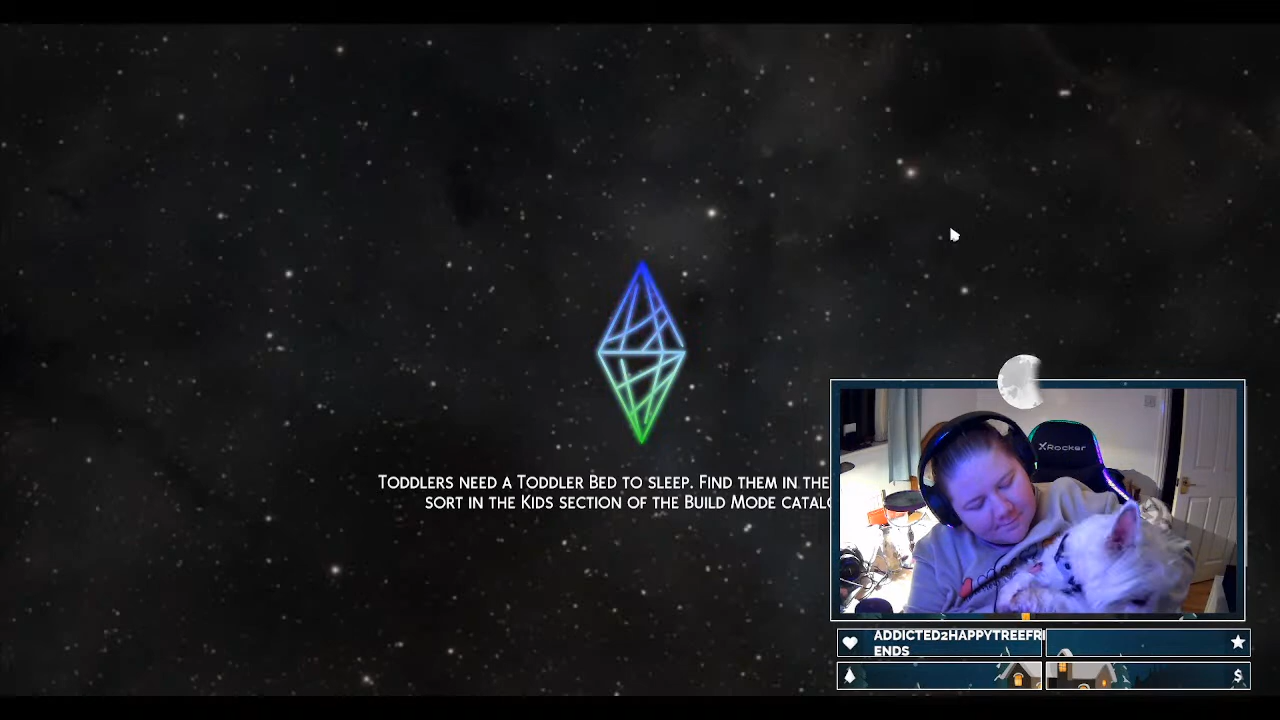 TODDLERS NEED A TODDLER BED TO SLEEP. FIND THEM IN THE
SORT IN THE KIDS SECTION OF THE BUILD MODE
XROCKER
ADDICTED2HAPPYTREEFRI
ENDS
$